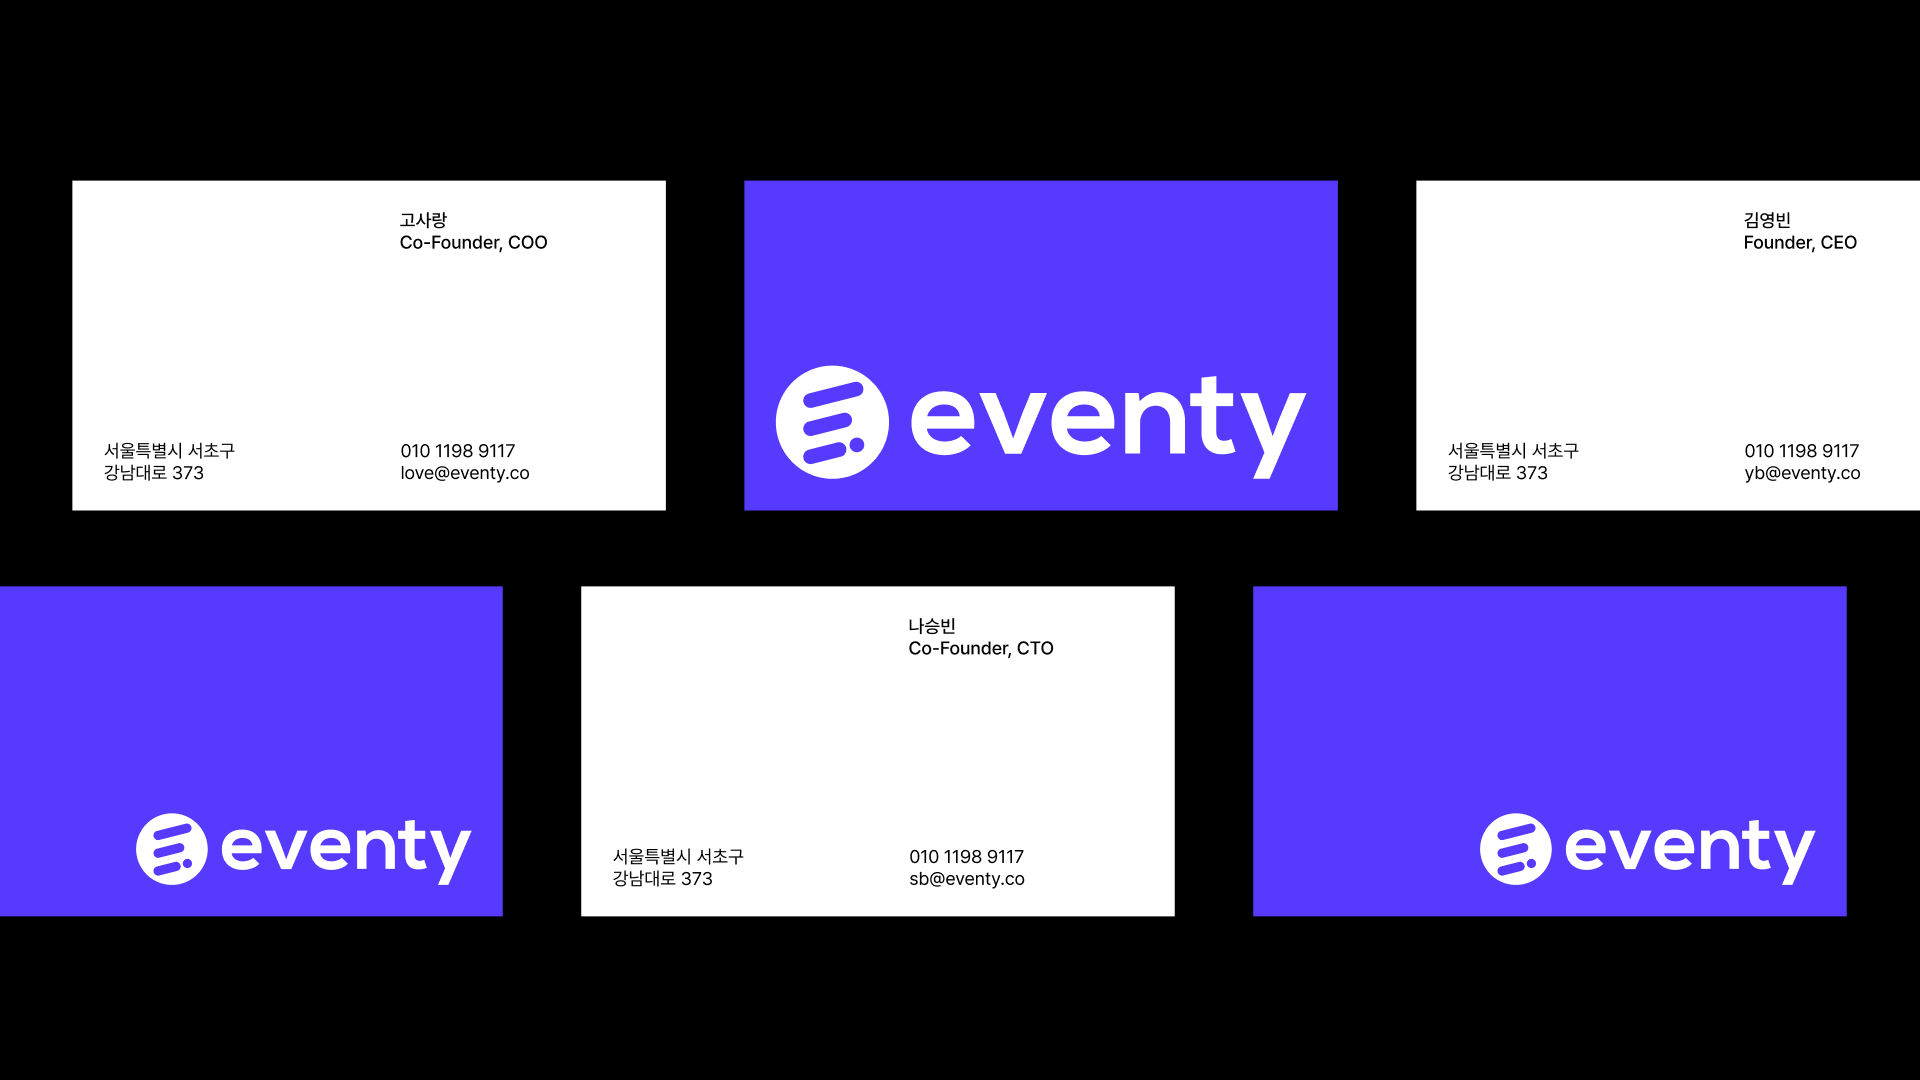 고사랑
Co-Founder, COO
서울특별시 서초구
강남대로 373
010 1198 9117
love@eventy.co
eventy
김영빈
Founder, CEO
서울특별시 서초구
강남대로 373
010 1198 9117
yb@eventy.co
eventy
나승빈
Co-Founder, CTO
서울특별시 서초구
강남대로 373
010 1198 9117
sb@eventy.co
eventy